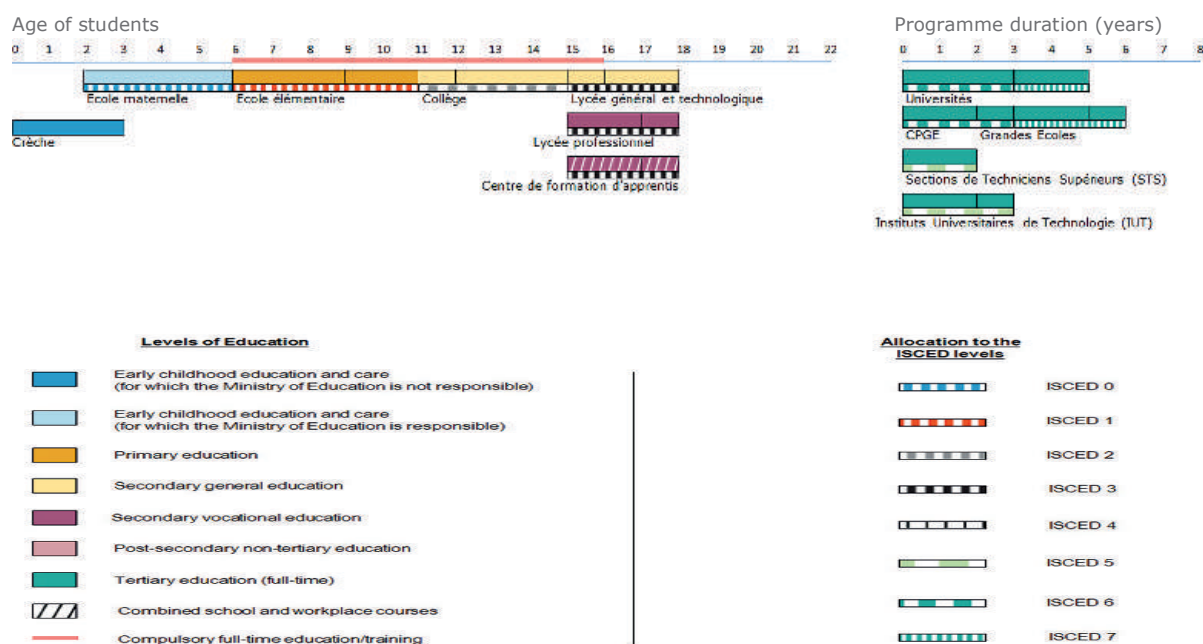 Age of students
Programme duration (years)
0 1 2 3 4 5 6 7 8 9 10 11 12 13 14 15 16 17 18 19 20 21 22
0 1 2 3 4 5 6 7 8
Ecole maternelle
Ecole élémentaire
Collège
Lycée général et technologique
Crèche
Lycée professionnel
Centre de formation d'apprentis
Universités
CPGE
Grandes Ecoles
Sections de Techniciens Supérieurs (STS)
Instituts Universitaires de Technologie (IUT)
Levels of Education
Early childhood education and care
(for which the Ministry of Education is not responsible)
Early childhood education and care
(for which the Ministry of Education is responsible)
Primary education
Secondary general education
Secondary vocational education
Post-secondary non-tertiary education
Tertiary education (full-time)
Combined school and workplace courses
Compulsory full-time education/training
Allocation to the
ISCED levels
ISCED 0
ISCED 1
ISCED 2
ISCED 3
ISCED 4
ISCED 5
ISCED 6
ISCED 7